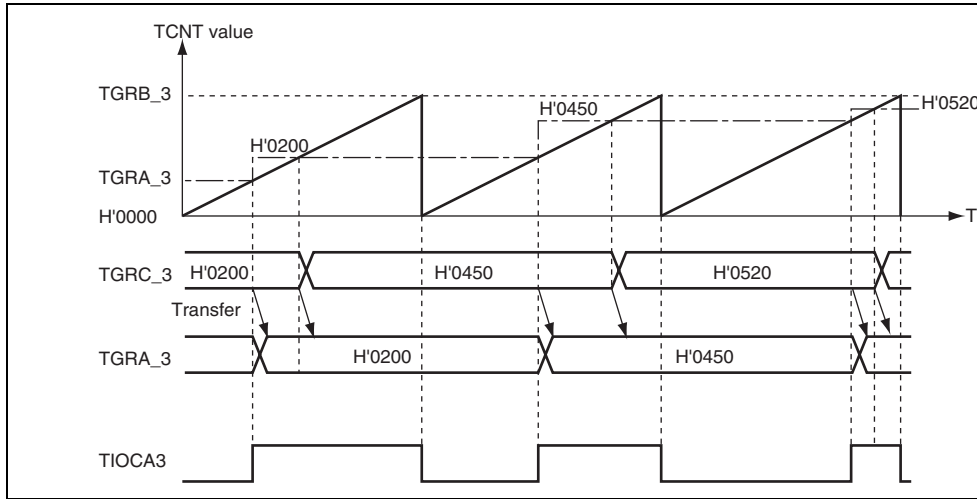 TCNT value
TGRB_3
H'0520
H'0450
H'0200
TGRA_3
H'0000
TGRC_3
H'0200
H'0450
H'0520
Transfer
TGRA_3
H'0200
H'0450
TIOCA3